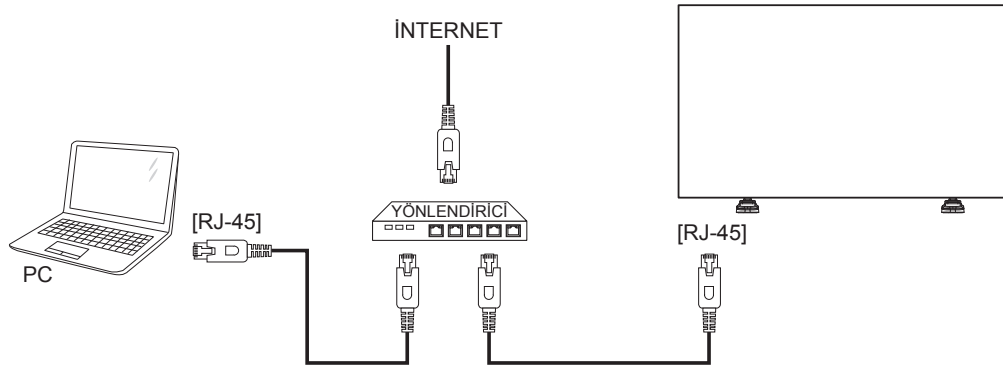 İNTERNET
YÖNLENDİRİCİ
[RJ-45]
[RJ-45]
PC